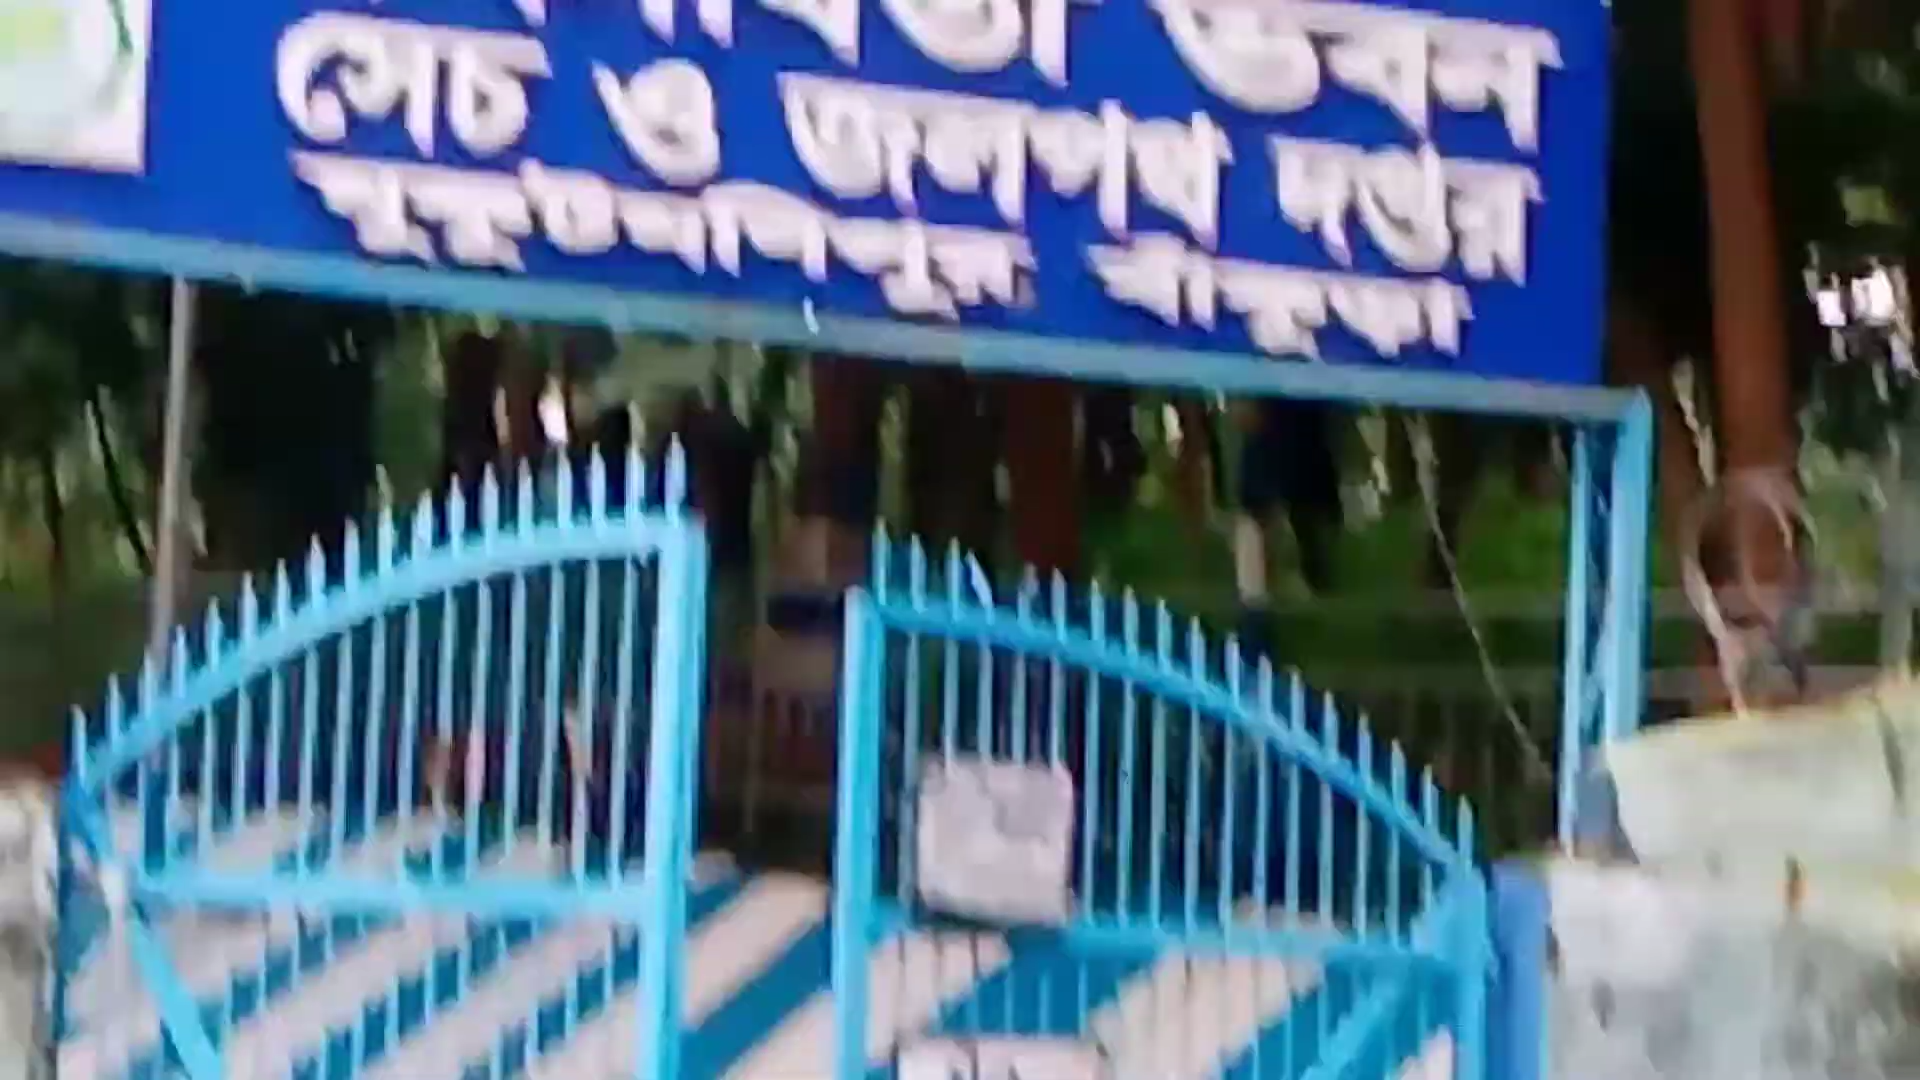 ভবন
সেচ ও জলপথ দপ্তর
মুকুটমণিপুর বাঁকুড়া